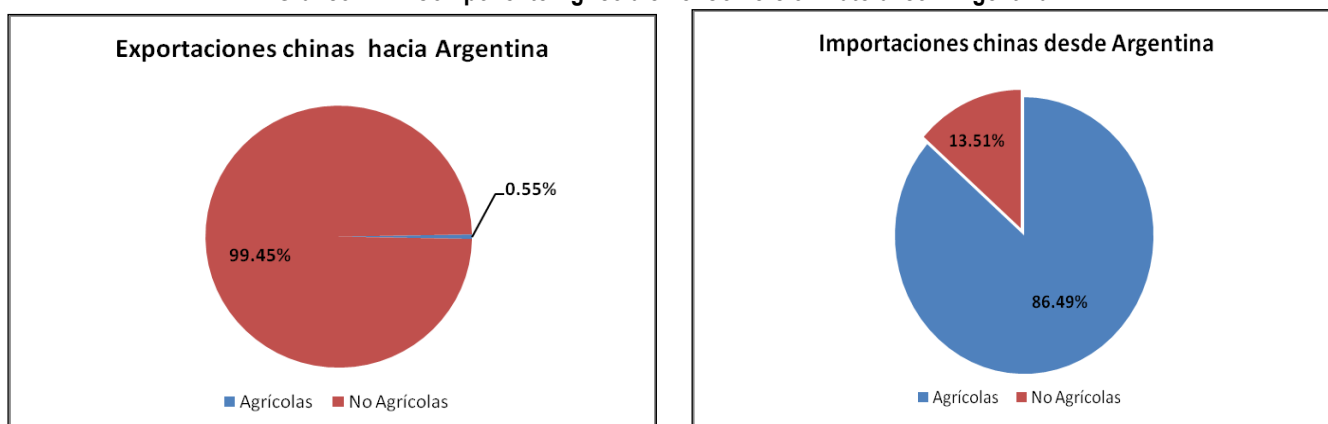 Exportaciones chinas hacia Argentina
0.55%
99.45%
Agrícolas No Agrícolas
Importaciones chinas desde Argentina
13.51%
86.49%
Agrícolas No Agrícolas